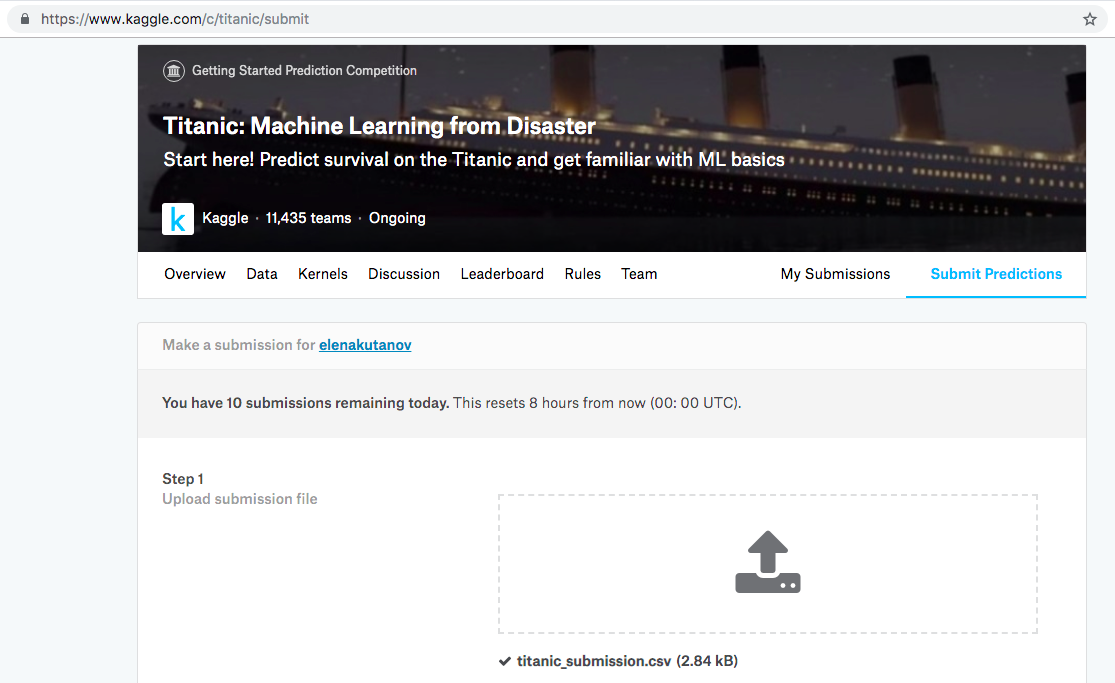 https://www.kaggle.com/c/titanic/submit
Getting Started Prediction Competition
Titanic: Machine Learning from Disaster
Start here! Predict survival on the Titanic and get familiar with ML basics
k Kaggle · 11,435 teams · Ongoing
Overview Data Kernels Discussion Leaderboard Rules Team My Submissions Submit Predictions
Make a submission for elenakutanov
You have 10 submissions remaining today. This resets 8 hours from now (00: 00 UTC).
Step 1
Upload submission file
titanic_submission.csv (2.84 kB)